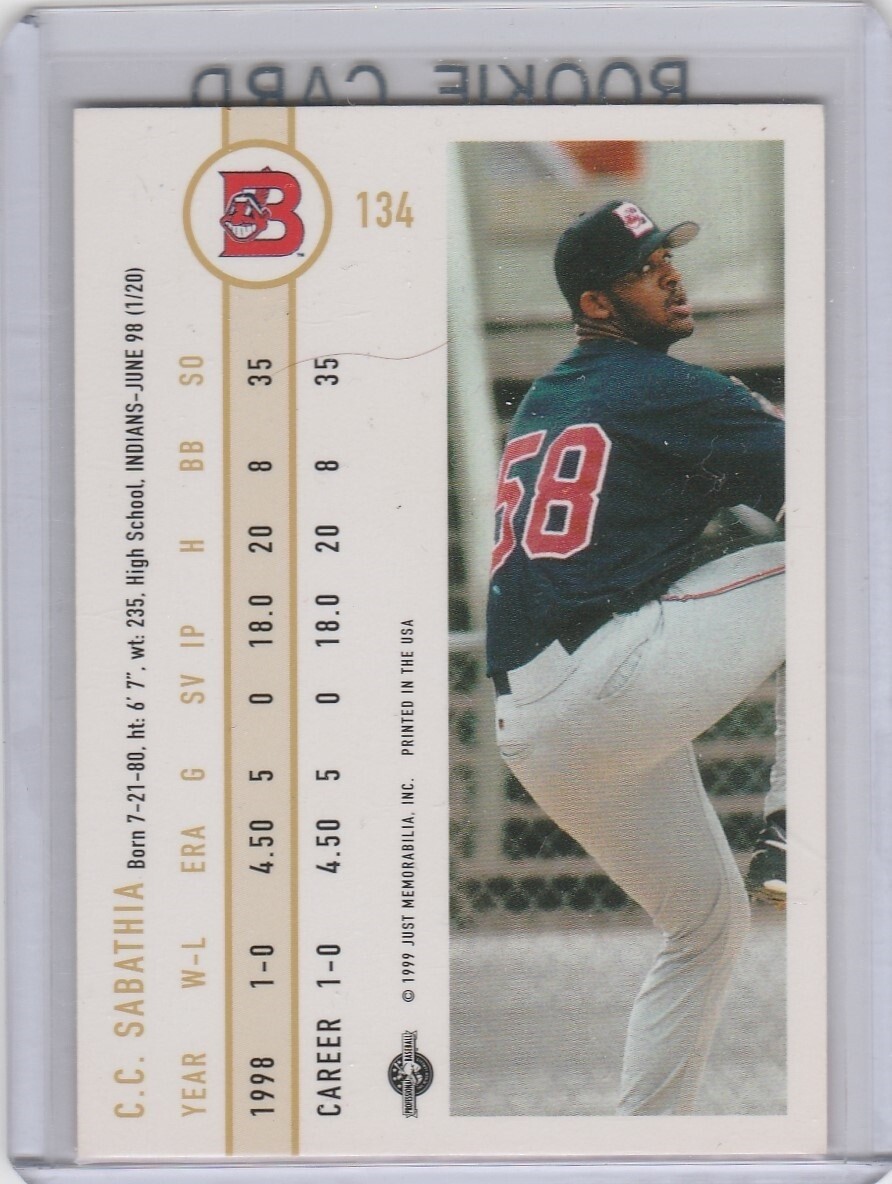 ROOKIE CARD
B
™
134
C.C. SABATHIA Born 7-21-80, ht: 6' 7", wt: 235, High School, INDIANS-JUNE 98 (1/20)
YEAR W-L ERA G SV IP H BB SO
1998 1-0 4.50 5 0 18.0 20 8 35
CAREER 1-0 4.50 5 0 18.0 20 8 35
PROFESSIONAL BASEBALL
© 1999 JUST MEMORABILIA, INC. PRINTED IN THE USA
58